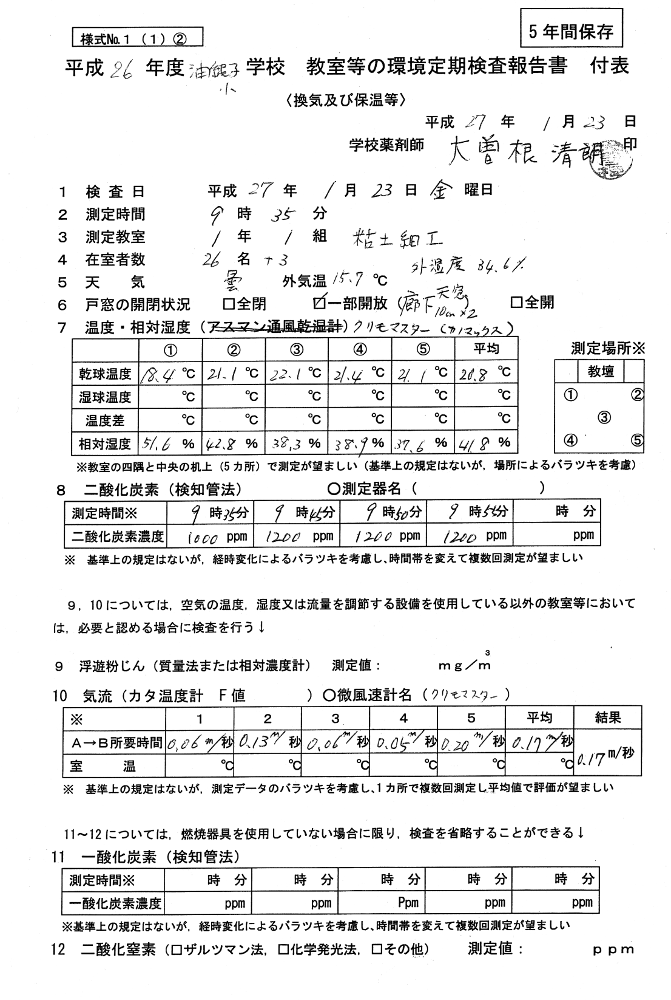 5年間保存
様式№1（1）②
平成 26 年度 油縄子 学校　教室等の環境定期検査報告書　付表
小
〈換気及び保温等〉
平成 27 年 1 月 23 日
学校薬剤師 大曽根 清朗 印
1 検査日 平成 27 年 1 月 23 日 金 曜日
2 測定時間 9 時 35 分
3 測定教室 1 年 1 組 粘土細工
4 在室者数 26 名 +3
外湿度 34.6%
5 天気 曇 外気温 15.7 ℃
6 戸窓の開閉状況 □全閉 ☑一部開放（廊下天窓 10cm×2） □全開
7 温度・相対湿度（アスマン通風乾湿計）クリモマスター（カノマックス）
① ② ③ ④ ⑤ 平均
乾球温度 18.4 ℃ 21.1 ℃ 22.1 ℃ 21.4 ℃ 21.1 ℃ 20.8 ℃
湿球温度 ℃ ℃ ℃ ℃ ℃ ℃
温度差 ℃ ℃ ℃ ℃ ℃ ℃
相対湿度 51.6 % 42.8 % 38.3 % 38.9 % 37.6 % 41.8 %
測定場所※
教壇
① ②
③
④ ⑤
※教室の四隅と中央の机上（5カ所）で測定が望ましい（基準上の規定はないが，場所によるバラツキを考慮）
8 二酸化炭素（検知管法） ○測定器名（ ）
測定時間※ 9 時35分 9 時45分 9 時50分 9 時55分 時 分
二酸化炭素濃度 1000 ppm 1200 ppm 1200 ppm 1200 ppm ppm
※ 基準上の規定はないが，経時変化によるバラツキを考慮し、時間帯を変えて複数回測定が望ましい
9，10については，空気の温度，湿度又は流量を調節する設備を使用している以外の教室等において
は，必要と認める場合に検査を行う↓
9 浮遊粉じん（質量法または相対濃度計） 測定値： mg／m³
10 気流（カタ温度計 F値 ）○微風速計名（クリモマスター）
※ 1 2 3 4 5 平均 結果
A→B所要時間 0.06 m/秒 0.13 m/秒 0.06 m/秒 0.05 m/秒 0.20 m/秒 0.17 m/秒 0.17 m/秒
室温 ℃ ℃ ℃ ℃ ℃ ℃
※ 基準上の規定はないが，測定データのバラツキを考慮し、1カ所で複数回測定し平均値で評価が望ましい
11～12については，燃焼器具を使用していない場合に限り，検査を省略することができる↓
11 一酸化炭素（検知管法）
測定時間※ 時 分 時 分 時 分 時 分 時 分
一酸化炭素濃度 ppm ppm Ppm ppm ppm
※基準上の規定はないが，経時変化によるバラツキを考慮し、時間帯を変えて複数回測定が望ましい
12 二酸化窒素（□ザルツマン法，□化学発光法，□その他） 測定値： ppm